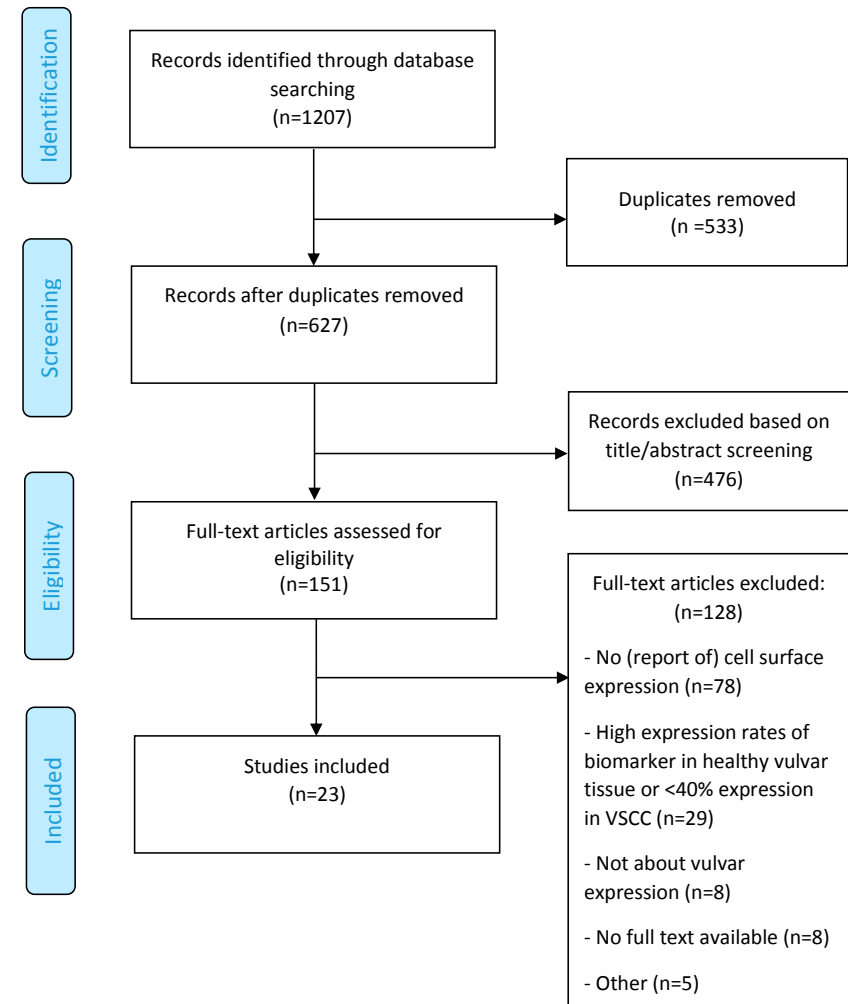 Identification
Records identified through database
searching
(n=1207)
Duplicates removed
(n =533)
Screening
Records after duplicates removed
(n=627)
Records excluded based on
title/abstract screening
(n=476)
Eligibility
Full-text articles assessed for
eligibility
(n=151)
Full-text articles excluded:
(n=128)
- No (report of) cell surface
expression (n=78)
- High expression rates of
biomarker in healthy vulvar
tissue or <40% expression
in VSCC (n=29)
- Not about vulvar
expression (n=8)
- No full text available (n=8)
- Other (n=5)
Included
Studies included
(n=23)